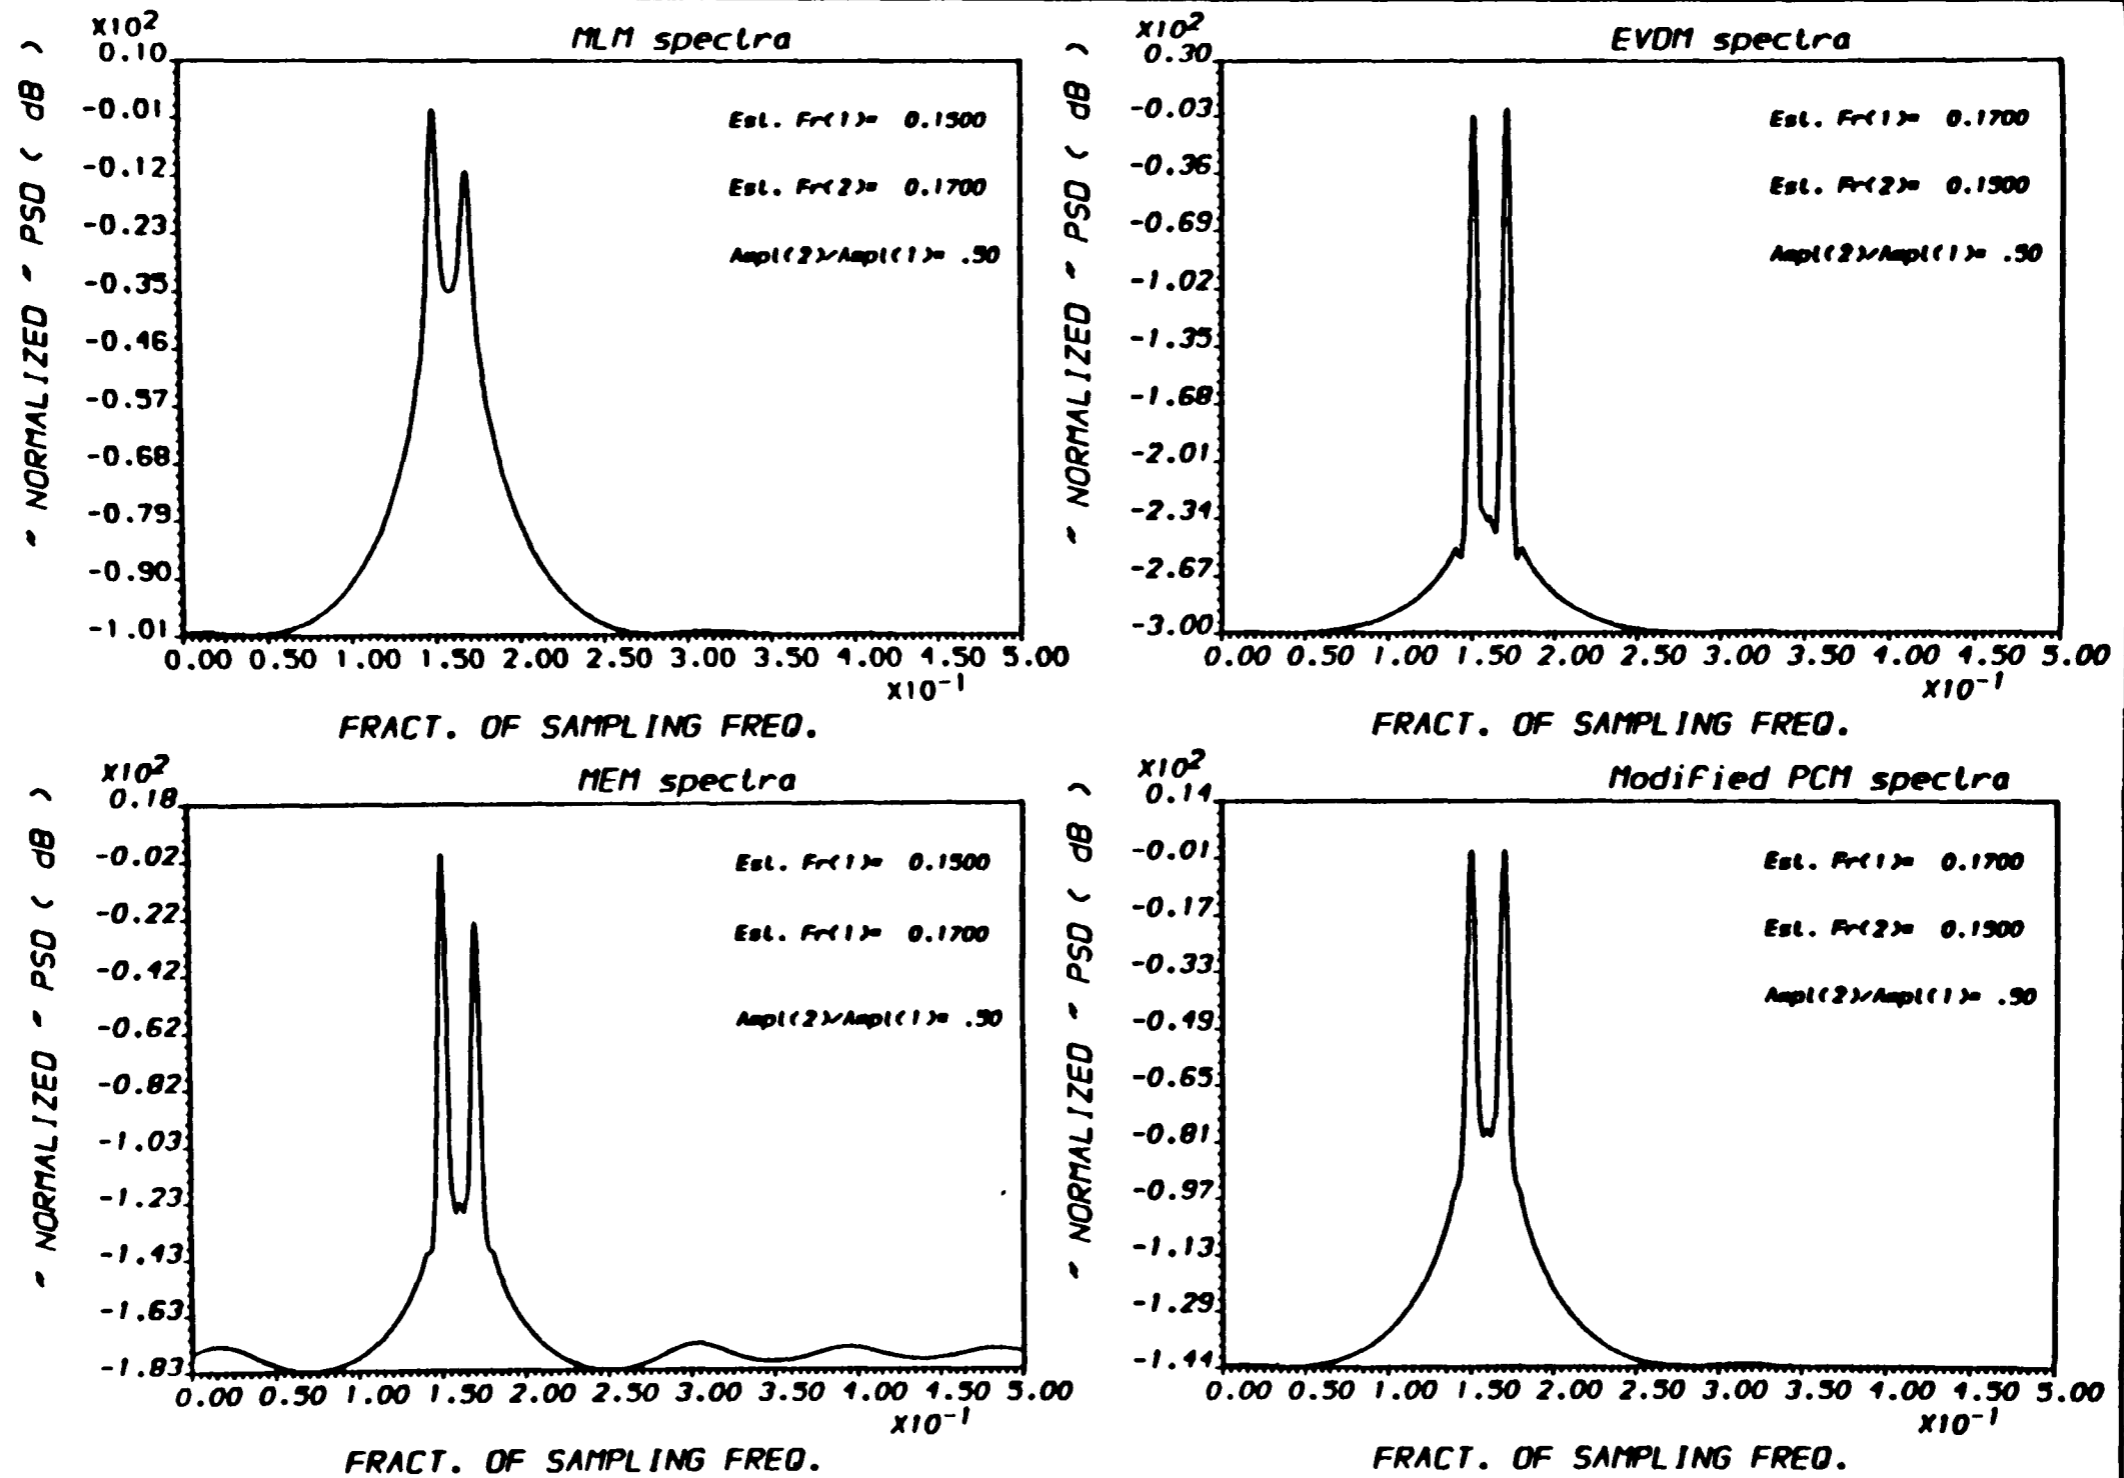 MLM spectra
x10²
0.10
-0.01
-0.12
-0.23
-0.35
-0.46
-0.57
-0.68
-0.79
-0.90
-1.01
" NORMALIZED " PSD ( dB )
Est. Fr(1)= 0.1500
Est. Fr(2)= 0.1700
Ampl(2)/Ampl(1)= .50
0.00 0.50 1.00 1.50 2.00 2.50 3.00 3.50 4.00 4.50 5.00
x10⁻¹
FRACT. OF SAMPLING FREQ.
EVDM spectra
x10²
0.30
-0.03
-0.36
-0.69
-1.02
-1.35
-1.68
-2.01
-2.34
-2.67
-3.00
" NORMALIZED " PSD ( dB )
Est. Fr(1)= 0.1700
Est. Fr(2)= 0.1500
Ampl(2)/Ampl(1)= .50
0.00 0.50 1.00 1.50 2.00 2.50 3.00 3.50 4.00 4.50 5.00
x10⁻¹
FRACT. OF SAMPLING FREQ.
MEM spectra
x10²
0.18
-0.02
-0.22
-0.42
-0.62
-0.82
-1.03
-1.23
-1.43
-1.63
-1.83
" NORMALIZED " PSD ( dB )
Est. Fr(1)= 0.1500
Est. Fr(1)= 0.1700
Ampl(2)/Ampl(1)= .50
0.00 0.50 1.00 1.50 2.00 2.50 3.00 3.50 4.00 4.50 5.00
x10⁻¹
FRACT. OF SAMPLING FREQ.
Modified PCM spectra
x10²
0.14
-0.01
-0.17
-0.33
-0.49
-0.65
-0.81
-0.97
-1.13
-1.29
-1.44
" NORMALIZED " PSD ( dB )
Est. Fr(1)= 0.1700
Est. Fr(2)= 0.1500
Ampl(2)/Ampl(1)= .50
0.00 0.50 1.00 1.50 2.00 2.50 3.00 3.50 4.00 4.50 5.00
x10⁻¹
FRACT. OF SAMPLING FREQ.